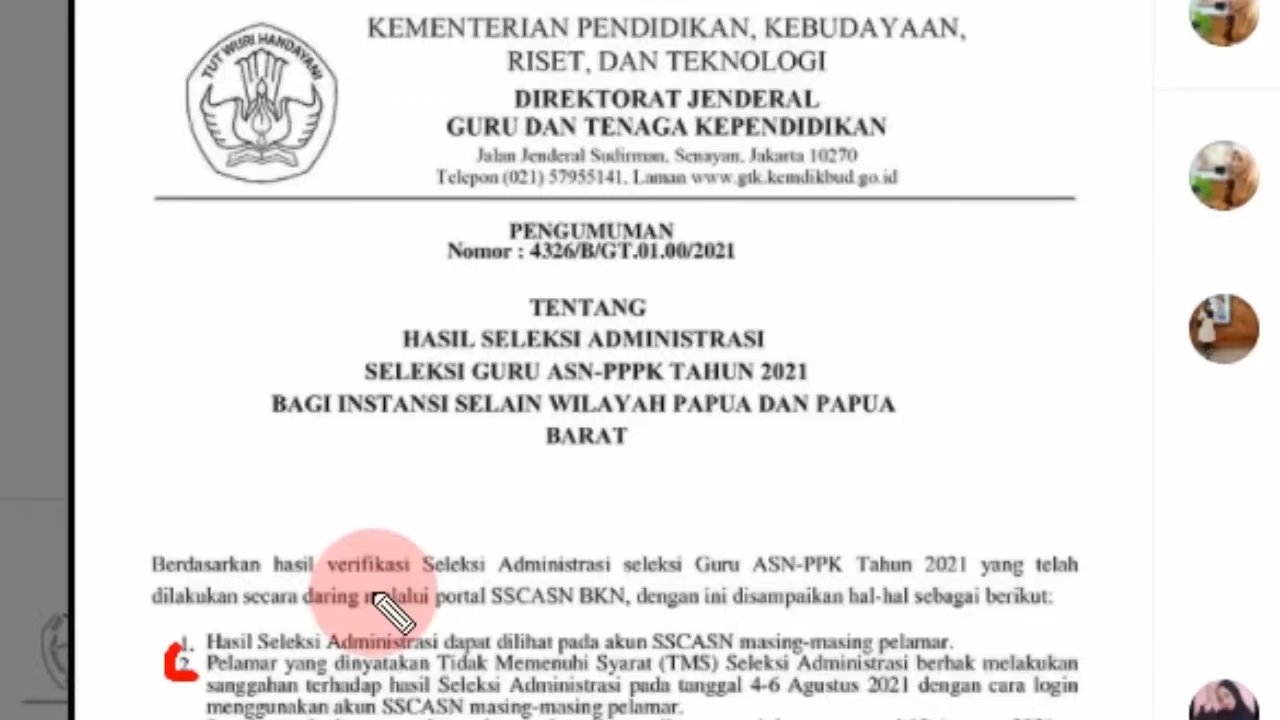 TUT WURI HANDAYANI
KEMENTERIAN PENDIDIKAN, KEBUDAYAAN,
RISET, DAN TEKNOLOGI
DIREKTORAT JENDERAL
GURU DAN TENAGA KEPENDIDIKAN
Jalan Jenderal Sudirman, Senayan, Jakarta 10270
Telepon (021) 57955141, Laman www.gtk.kemdikbud.go.id
PENGUMUMAN
Nomor : 4326/B/GT.01.00/2021
TENTANG
HASIL SELEKSI ADMINISTRASI
SELEKSI GURU ASN-PPPK TAHUN 2021
BAGI INSTANSI SELAIN WILAYAH PAPUA DAN PAPUA
BARAT
Berdasarkan hasil verifikasi Seleksi Administrasi seleksi Guru ASN-PPK Tahun 2021 yang telah
dilakukan secara daring melalui portal SSCASN BKN, dengan ini disampaikan hal-hal sebagai berikut:
1. Hasil Seleksi Administrasi dapat dilihat pada akun SSCASN masing-masing pelamar.
2. Pelamar yang dinyatakan Tidak Memenuhi Syarat (TMS) Seleksi Administrasi berhak melakukan
sanggahan terhadap hasil Seleksi Administrasi pada tanggal 4-6 Agustus 2021 dengan cara login
menggunakan akun SSCASN masing-masing pelamar.